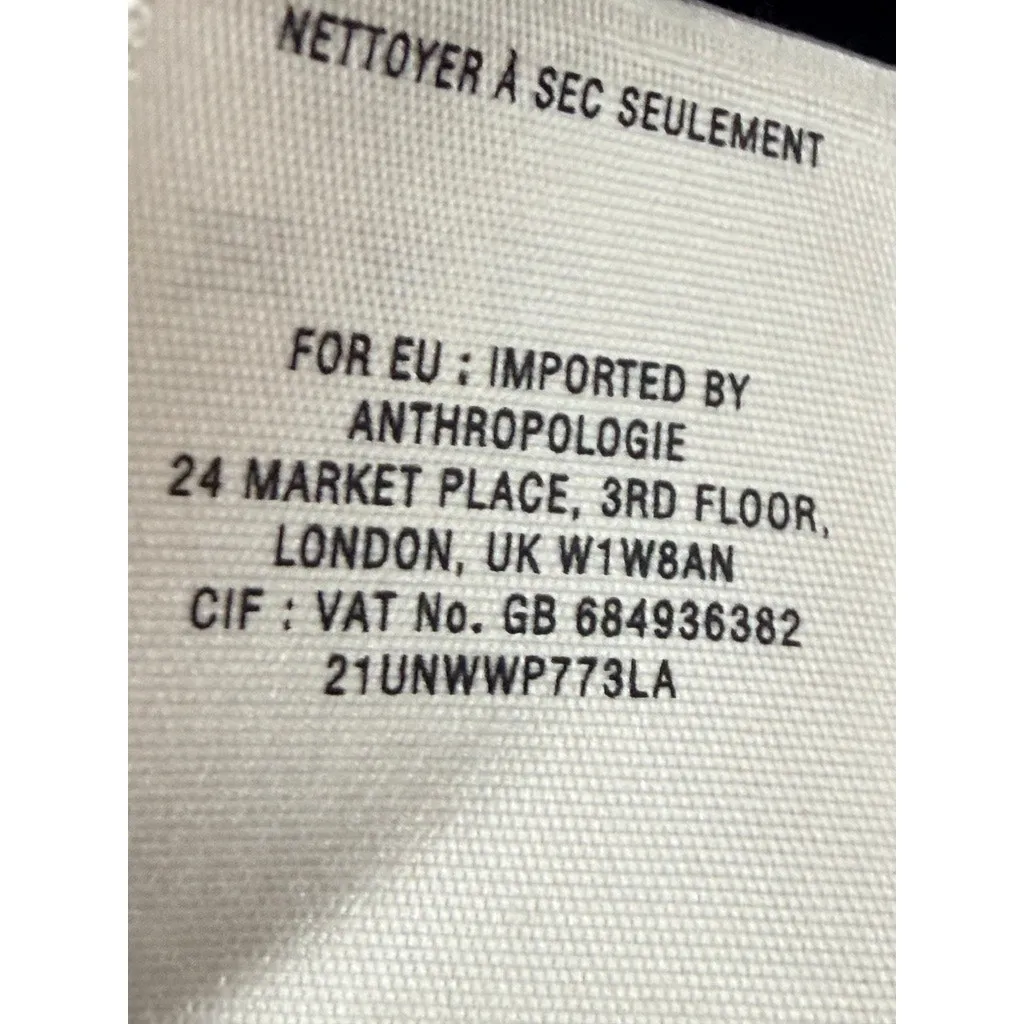 NETTOYER À SEC SEULEMENT
FOR EU : IMPORTED BY
ANTHROPOLOGIE
24 MARKET PLACE, 3RD FLOOR,
LONDON, UK W1W8AN
CIF : VAT No. GB 684936382
21UNWWP773LA